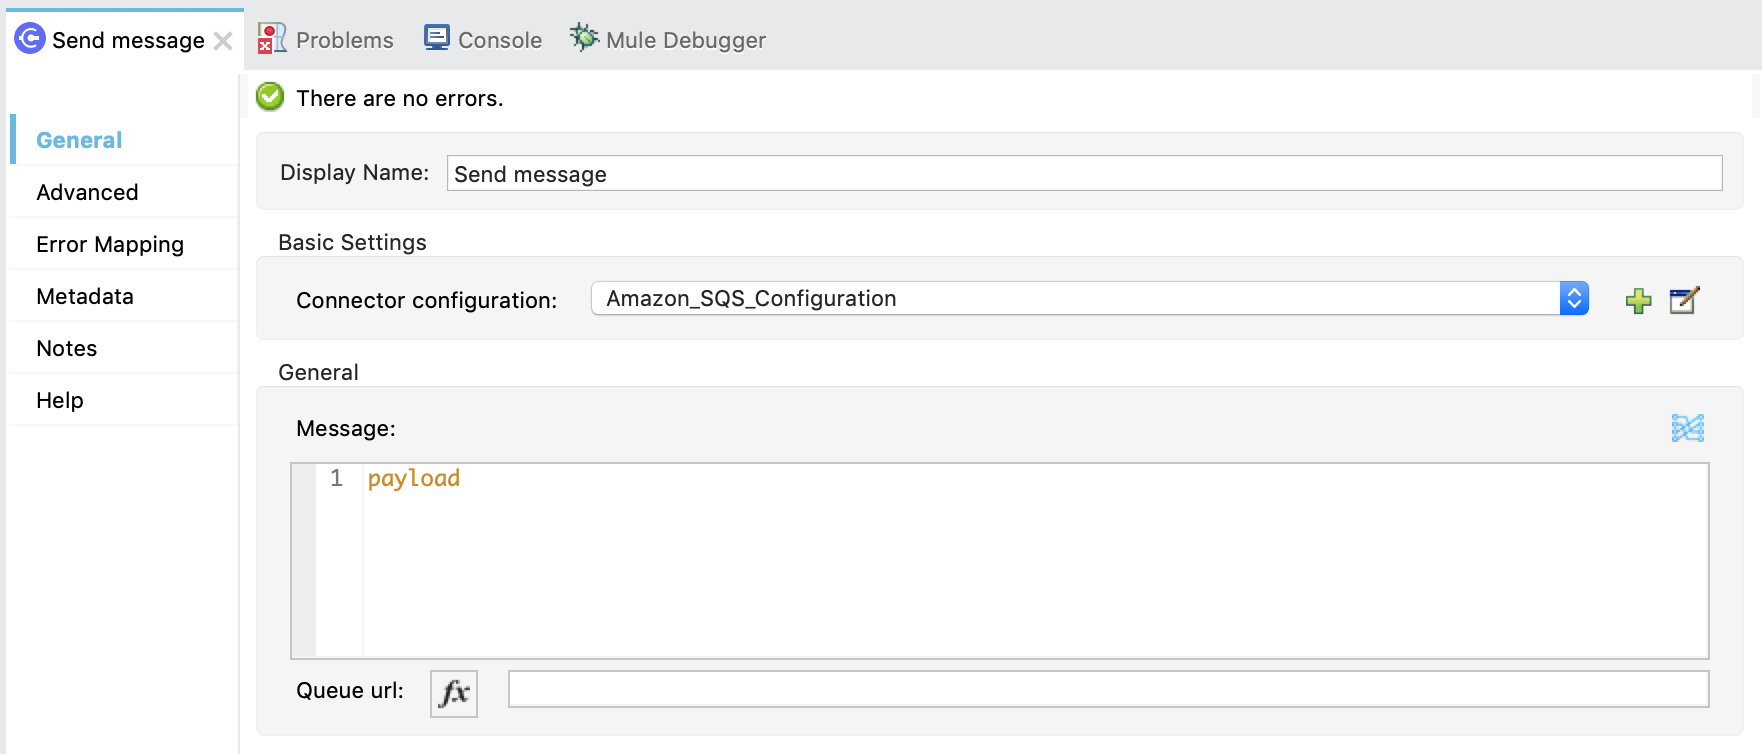 Send message
Problems
Console
Mule Debugger
There are no errors.
General
Advanced
Error Mapping
Metadata
Notes
Help
Display Name:
Send message
Basic Settings
Connector configuration:
Amazon_SQS_Configuration
General
Message:
1 payload
Queue url:
fx